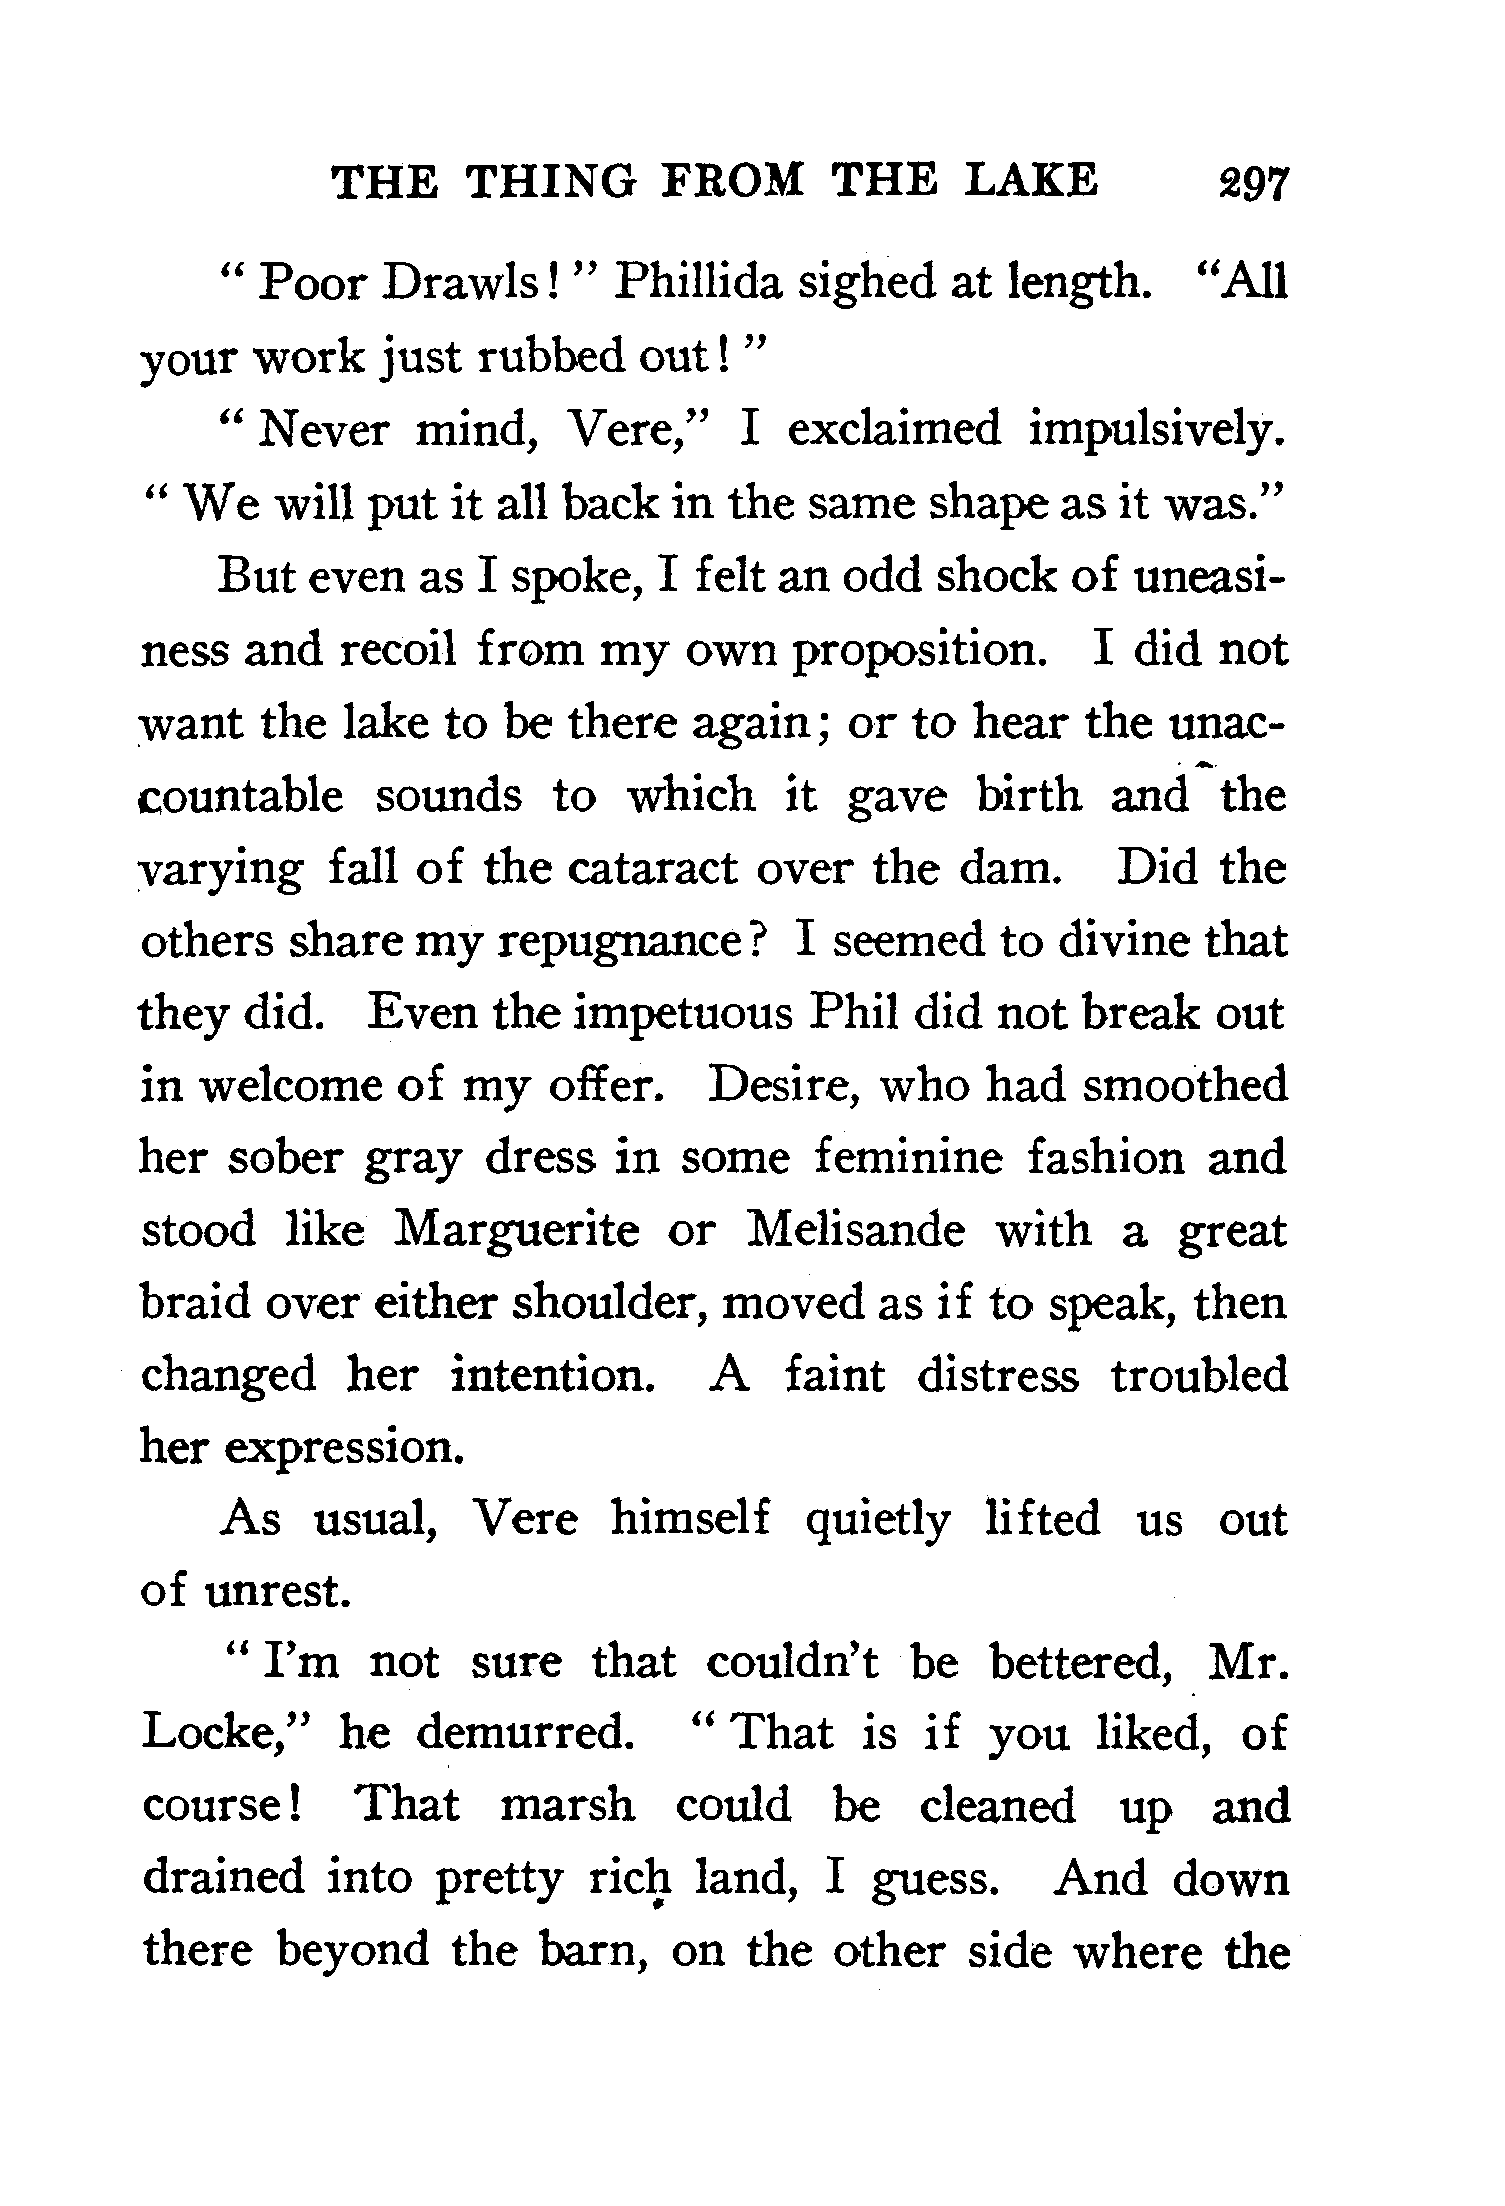 THE THING FROM THE LAKE 297
" Poor Drawls! " Phillida sighed at length. "All
your work just rubbed out! "
" Never mind, Vere," I exclaimed impulsively.
" We will put it all back in the same shape as it was."
But even as I spoke, I felt an odd shock of uneasi-
ness and recoil from my own proposition. I did not
want the lake to be there again; or to hear the unac-
countable sounds to which it gave birth and the
varying fall of the cataract over the dam. Did the
others share my repugnance? I seemed to divine that
they did. Even the impetuous Phil did not break out
in welcome of my offer. Desire, who had smoothed
her sober gray dress in some feminine fashion and
stood like Marguerite or Melisande with a great
braid over either shoulder, moved as if to speak, then
changed her intention. A faint distress troubled
her expression.
As usual, Vere himself quietly lifted us out
of unrest.
" I'm not sure that couldn't be bettered, Mr.
Locke," he demurred. " That is if you liked, of
course! That marsh could be cleaned up and
drained into pretty rich land, I guess. And down
there beyond the barn, on the other side where the